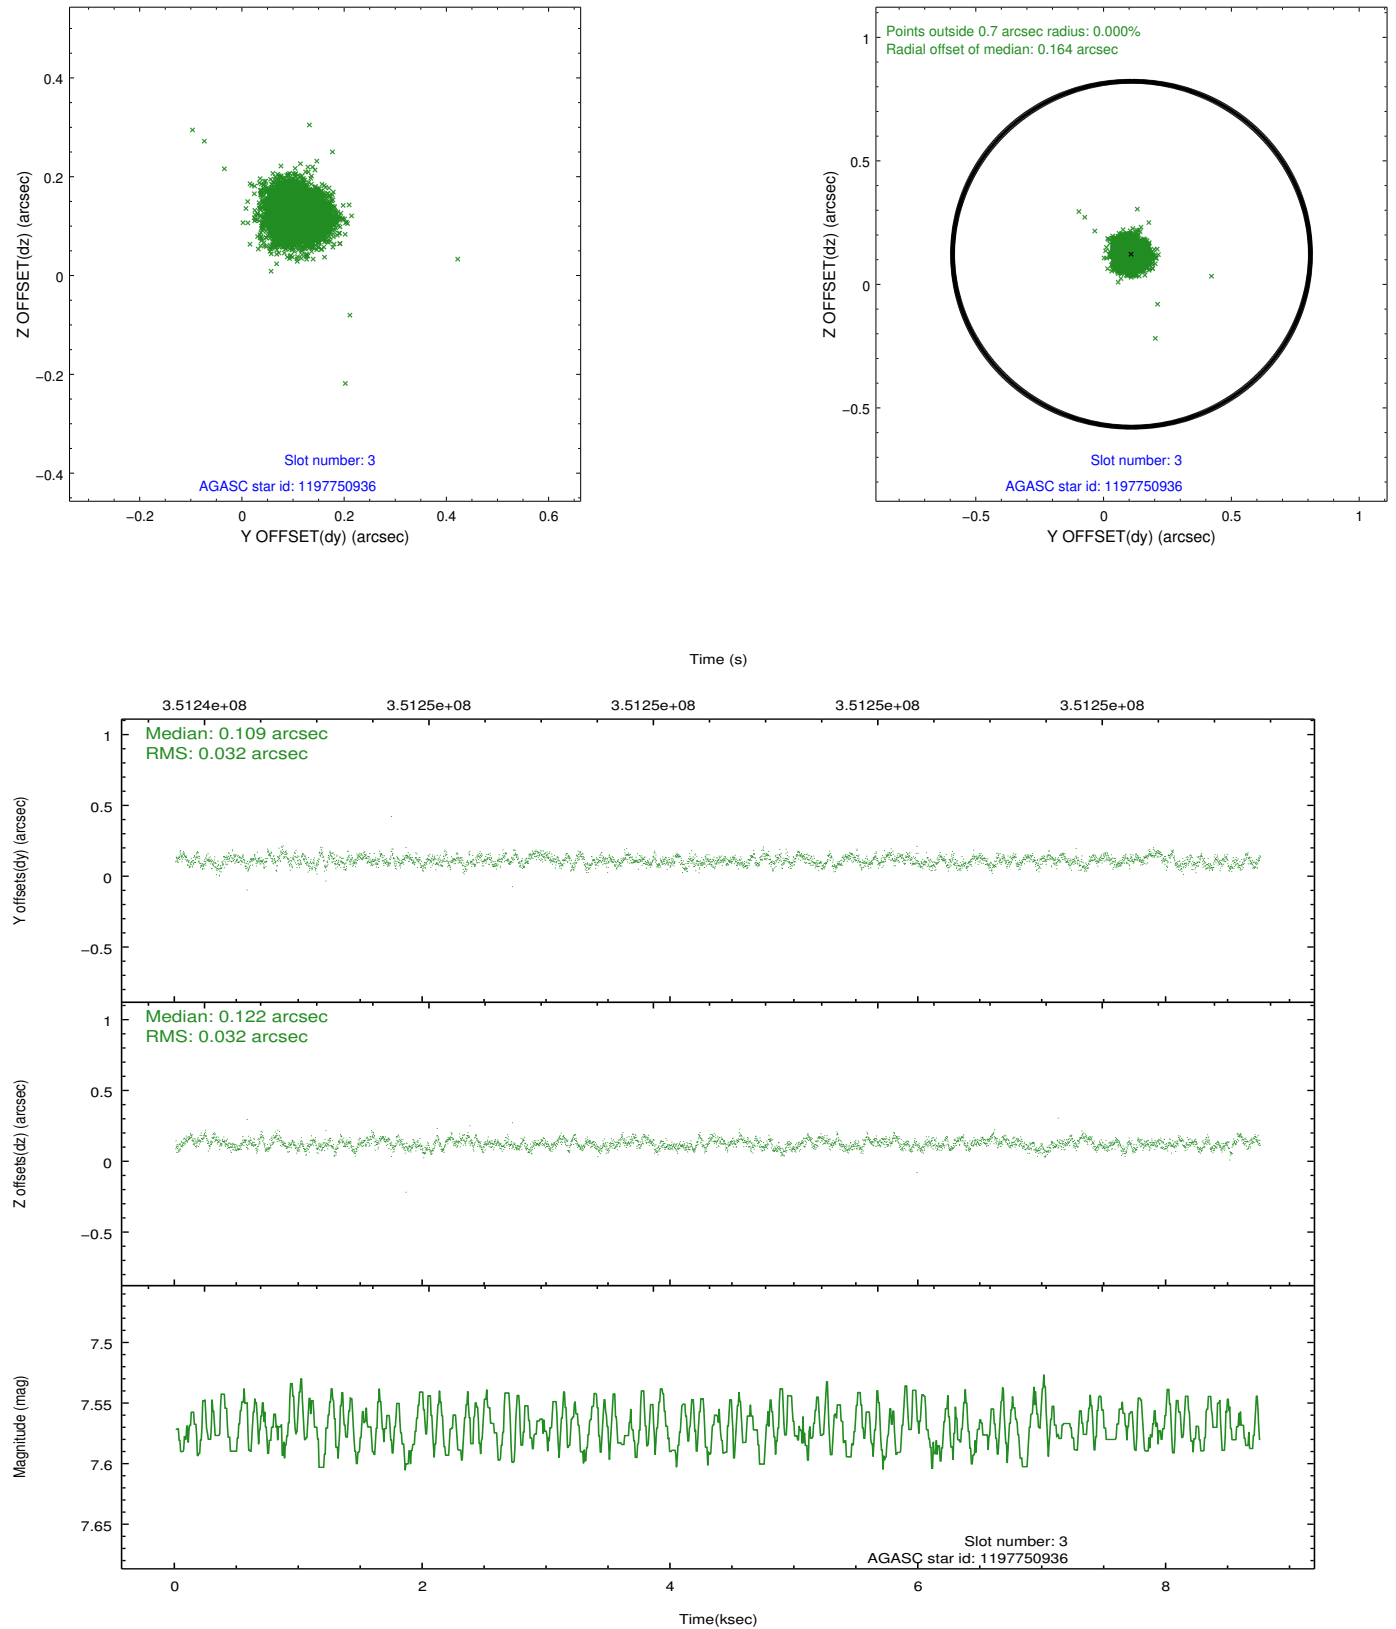 0.4
0.2
0
−0.2
−0.4
Z OFFSET(dz) (arcsec)
Slot number: 3
AGASC star id: 1197750936
−0.2 0 0.2 0.4 0.6
Y OFFSET(dy) (arcsec)
Points outside 0.7 arcsec radius: 0.000%
Radial offset of median: 0.164 arcsec
1
0.5
0
−0.5
Z OFFSET(dz) (arcsec)
Slot number: 3
AGASC star id: 1197750936
−0.5 0 0.5 1
Y OFFSET(dy) (arcsec)
Time (s)
3.5124e+08 3.5125e+08 3.5125e+08 3.5125e+08 3.5125e+08
Median: 0.109 arcsec
RMS: 0.032 arcsec
1
0.5
0
−0.5
Y offsets(dy) (arcsec)
Median: 0.122 arcsec
RMS: 0.032 arcsec
1
0.5
0
−0.5
Z offsets(dz) (arcsec)
7.5
7.55
7.6
7.65
Magnitude (mag)
Slot number: 3
AGASC star id: 1197750936
0 2 4 6 8
Time(ksec)